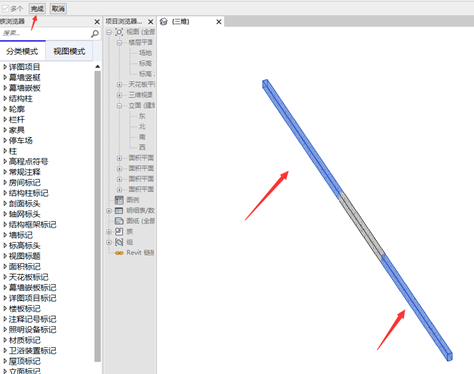 多个 完成 取消
族浏览器...
搜索...
分类模式 视图模式
详图项目
幕墙竖梃
幕墙嵌板
结构柱
轮廓
栏杆
家具
停车场
柱
高程点符号
常规注释
房间标记
结构柱标记
剖面标头
轴网标头
结构框架标记
墙标记
标高标头
视图标题
面积标记
天花板标记
幕墙嵌板标记
详图项目标记
楼板标记
注释记号标记
照明设备标记
材质标记
卫浴装置标记
屋顶标记
立面标记
项目浏览器...
视图 (全部
楼层平面
场地
标高
标高
天花板平
三维视图
立面 (建筑
东
北
南
西
面积平面
面积平面
面积平面
面积平面
图例
明细表/数
图纸 (全部
族
组
Revit 链接
{三维}